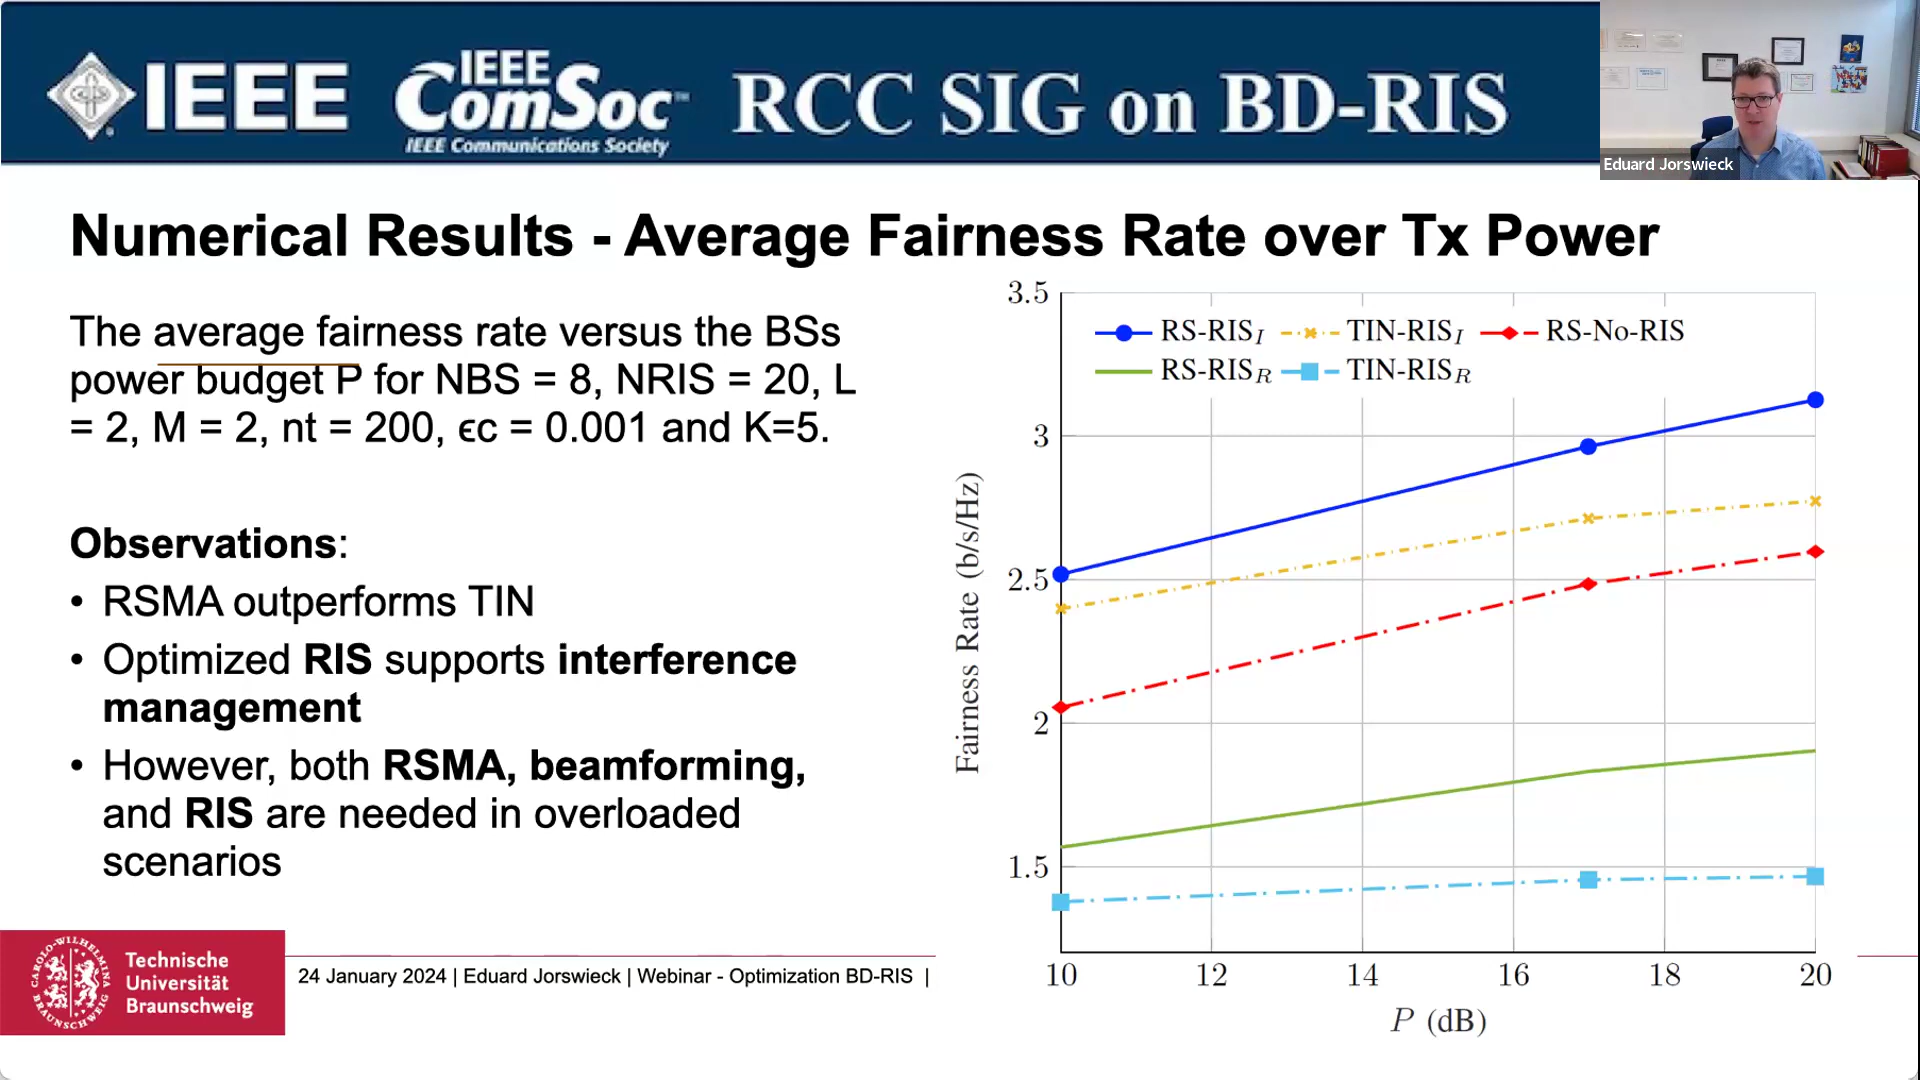 IEEE IEEE ComSoc™ RCC SIG on BD-RIS
IEEE Communications Society
Eduard Jorswieck
Numerical Results - Average Fairness Rate over Tx Power
The average fairness rate versus the BSs
power budget P for NBS = 8, NRIS = 20, L
= 2, M = 2, nt = 200, ϵc = 0.001 and K=5.
Observations:
• RSMA outperforms TIN
• Optimized RIS supports interference
management
• However, both RSMA, beamforming,
and RIS are needed in overloaded
scenarios
RS-RIS_I TIN-RIS_I RS-No-RIS
RS-RIS_R TIN-RIS_R
3.5
3
2.5
2
1.5
Fairness Rate (b/s/Hz)
10 12 14 16 18 20
P (dB)
Technische
Universität
Braunschweig
24 January 2024 | Eduard Jorswieck | Webinar - Optimization BD-RIS |